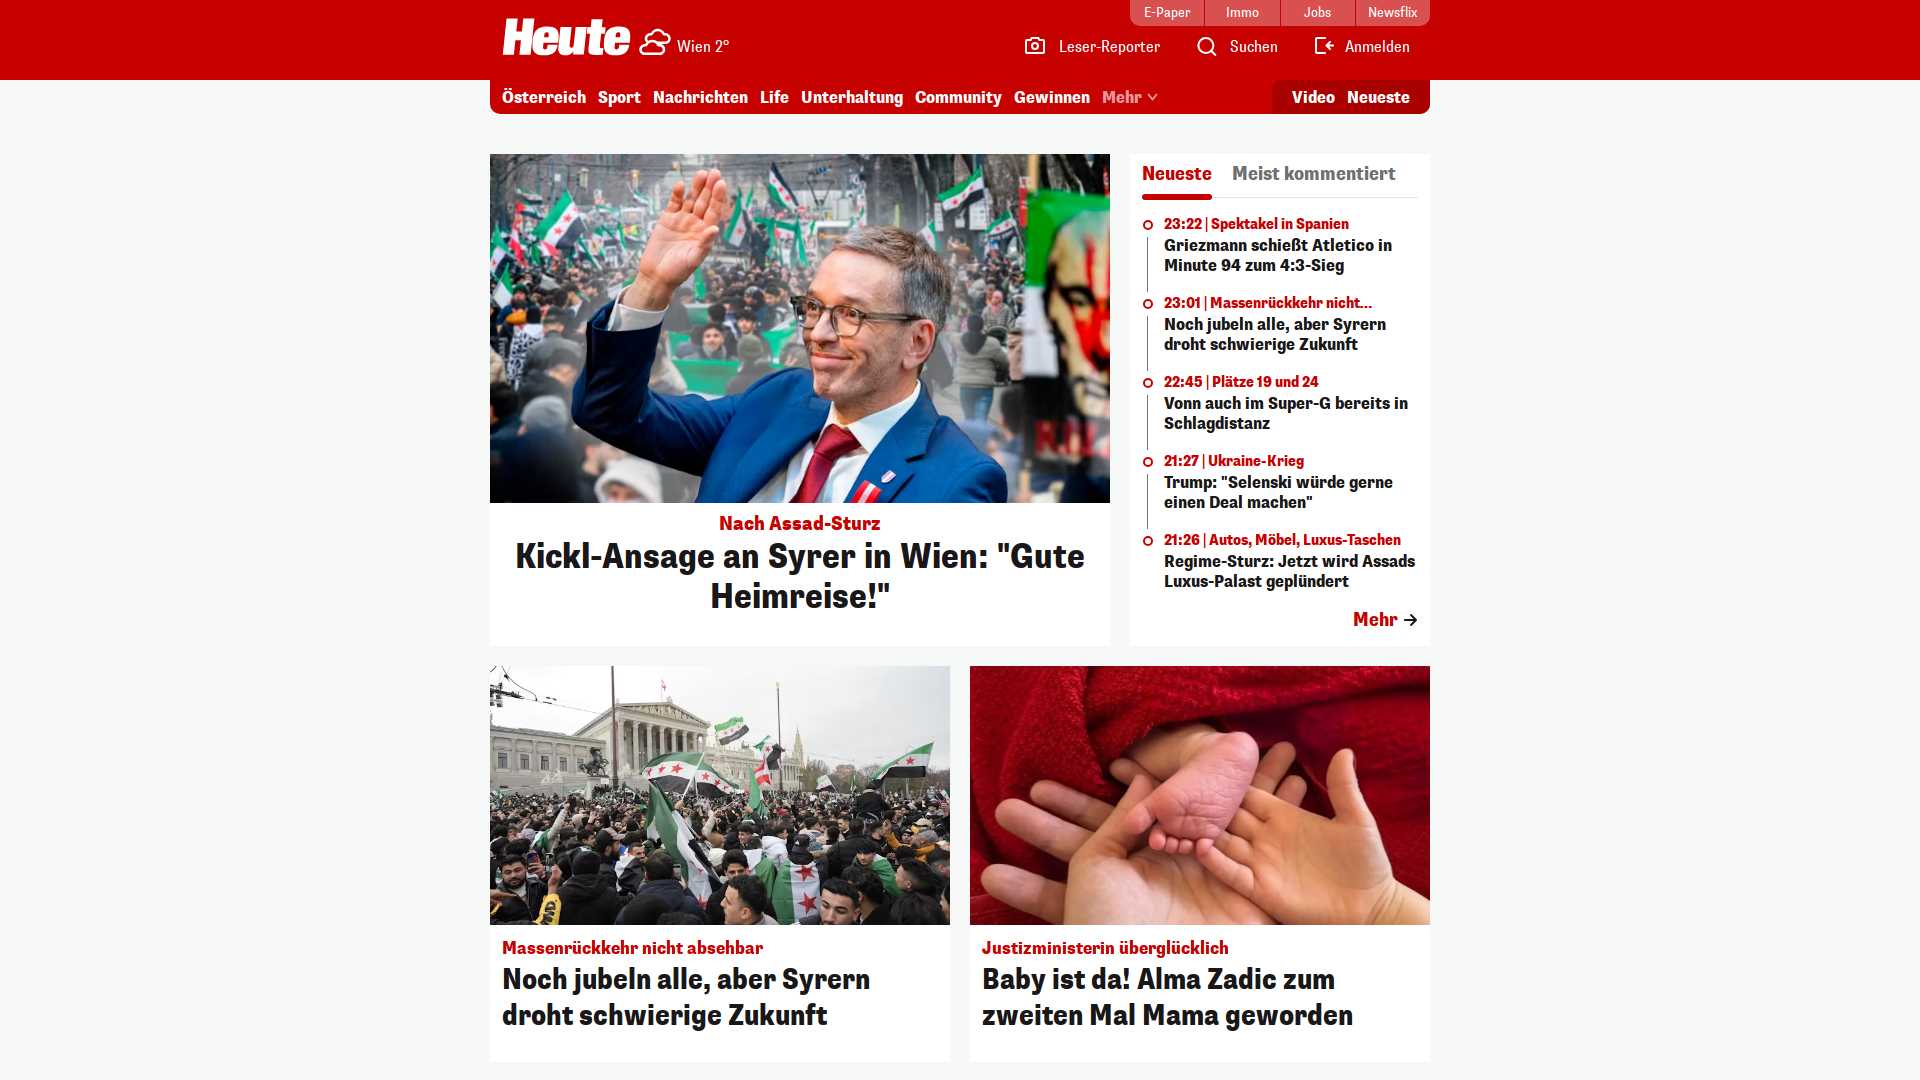 E-Paper
Immo
Jobs
Newsflix
Heute
Wien 2°
Leser-Reporter
Suchen
Anmelden
Österreich
Sport
Nachrichten
Life
Unterhaltung
Community
Gewinnen
Mehr
Video
Neueste
Nach Assad-Sturz
Kickl-Ansage an Syrer in Wien: "Gute
Heimreise!"
Neueste
Meist kommentiert
23:22 | Spektakel in Spanien
Griezmann schießt Atletico in
Minute 94 zum 4:3-Sieg
23:01 | Massenrückkehr nicht...
Noch jubeln alle, aber Syrern
droht schwierige Zukunft
22:45 | Plätze 19 und 24
Vonn auch im Super-G bereits in
Schlagdistanz
21:27 | Ukraine-Krieg
Trump: "Selenski würde gerne
einen Deal machen"
21:26 | Autos, Möbel, Luxus-Taschen
Regime-Sturz: Jetzt wird Assads
Luxus-Palast geplündert
Mehr
Massenrückkehr nicht absehbar
Noch jubeln alle, aber Syrern
droht schwierige Zukunft
Justizministerin überglücklich
Baby ist da! Alma Zadic zum
zweiten Mal Mama geworden